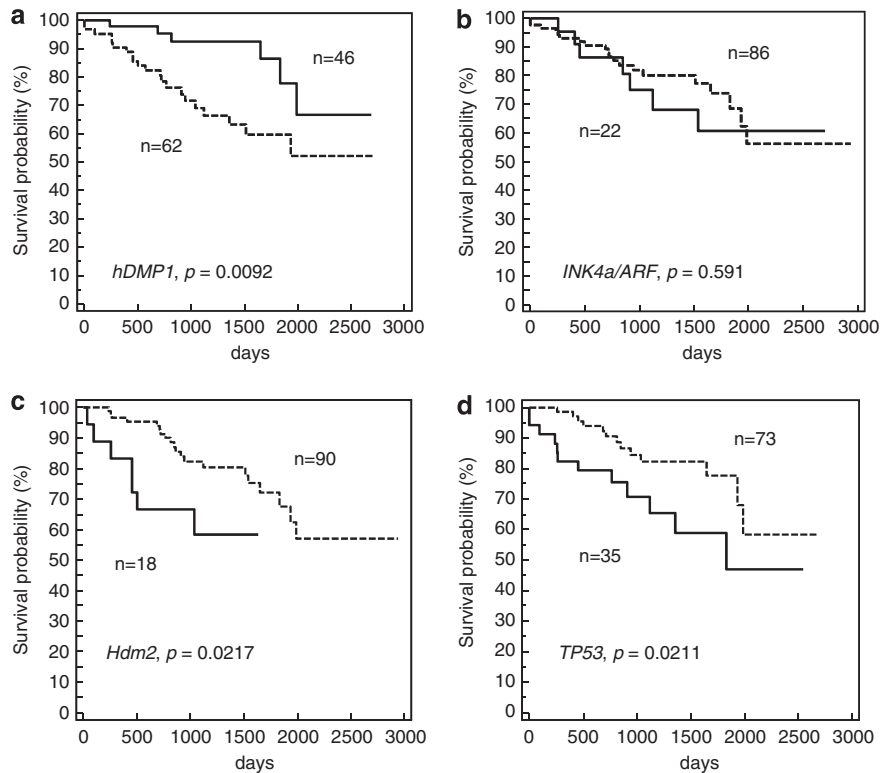 a
Survival probability (%)
100
90
80
70
60
50
40
30
20
10
0
n=46
n=62
hDMP1, p = 0.0092
0 500 1000 1500 2000 2500 3000
days
b
Survival probability (%)
100
90
80
70
60
50
40
30
20
10
0
n=86
n=22
INK4a/ARF, p = 0.591
0 500 1000 1500 2000 2500 3000
days
c
Survival probability (%)
100
90
80
70
60
50
40
30
20
10
0
n=90
n=18
Hdm2, p = 0.0217
0 500 1000 1500 2000 2500 3000
days
d
Survival probability (%)
100
90
80
70
60
50
40
30
20
10
0
n=73
n=35
TP53, p = 0.0211
0 500 1000 1500 2000 2500 3000
days